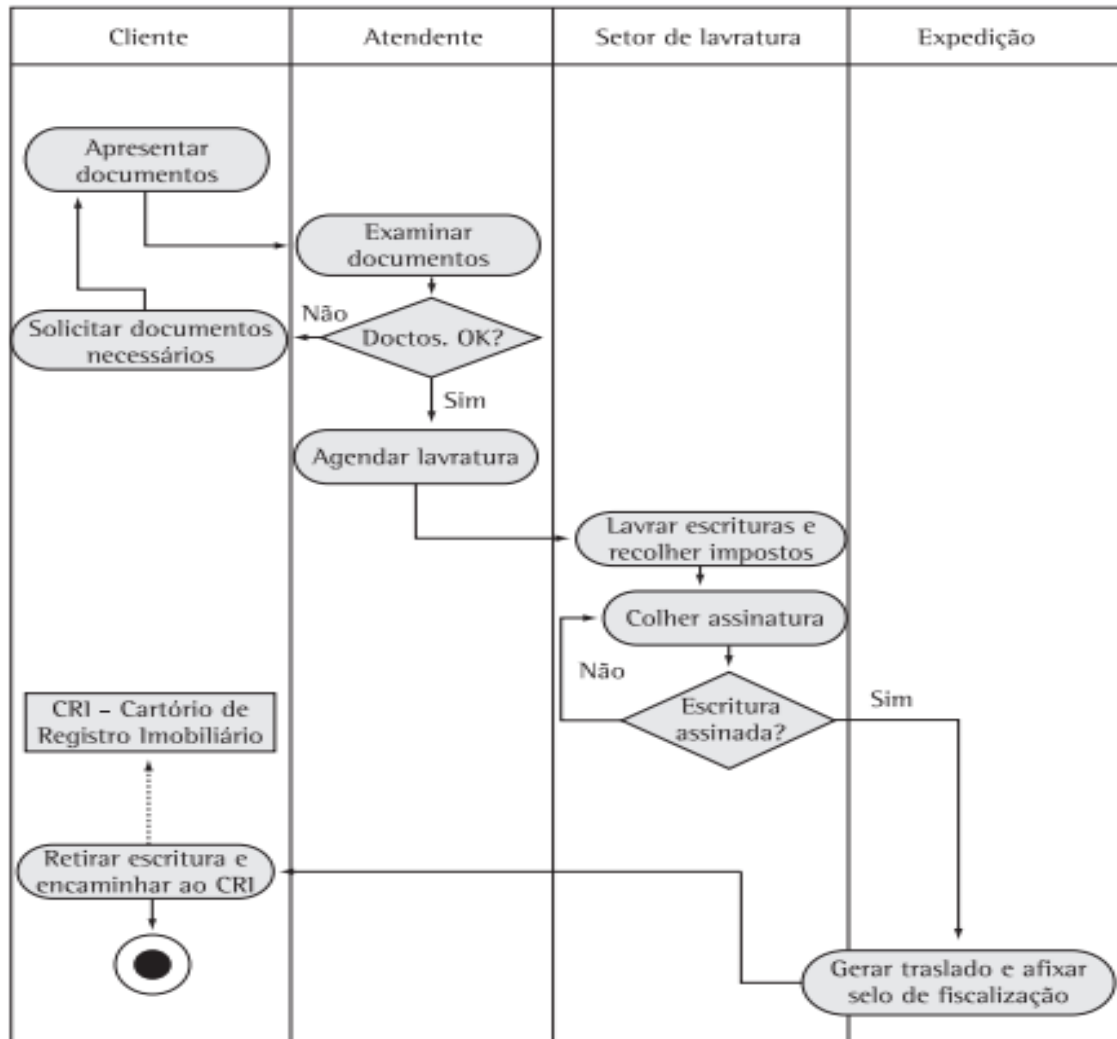 Cliente
Atendente
Setor de lavratura
Expedição
Apresentar
documentos
Examinar
documentos
Não
Doctos. OK?
Solicitar documentos
necessários
Sim
Agendar lavratura
Lavrar escrituras e
recolher impostos
Colher assinatura
Não
Escritura
assinada?
Sim
CRI – Cartório de
Registro Imobiliário
Retirar escritura e
encaminhar ao CRI
Gerar traslado e afixar
selo de fiscalização